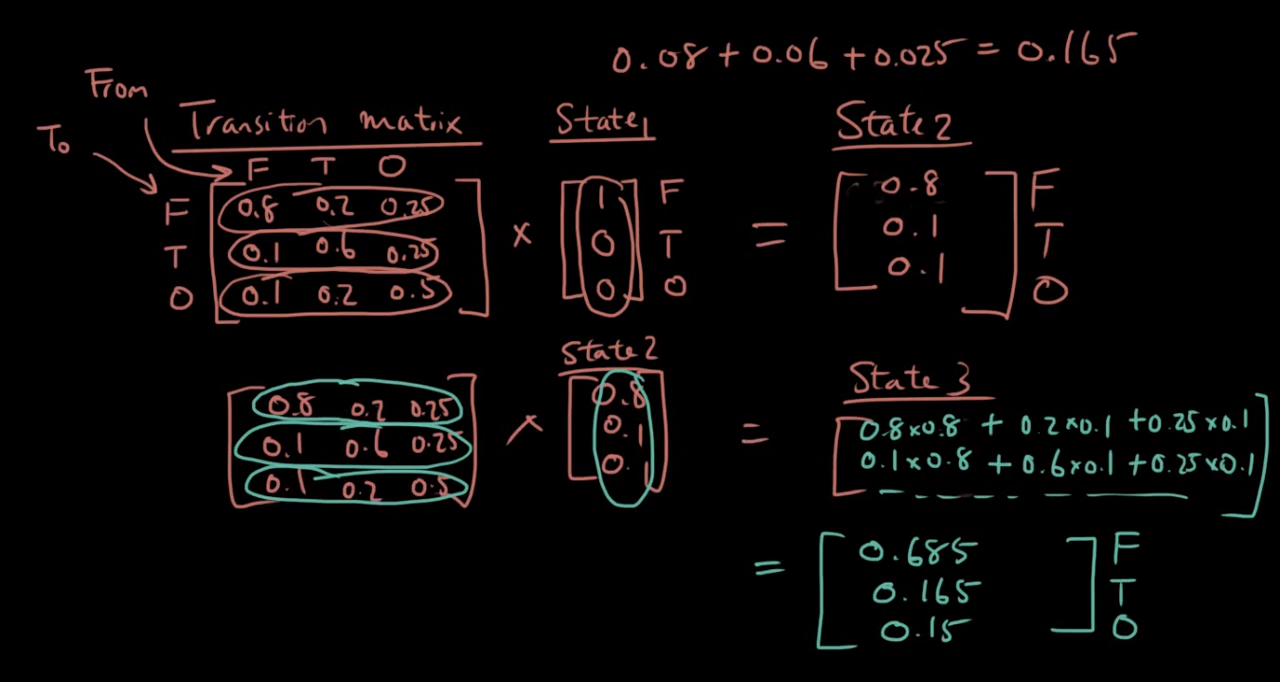 0.08 + 0.06 + 0.025 = 0.165
From
To
Transition matrix State1 State 2
F T O
F 0.8 0.2 0.25 1 F 0.8 F
T 0.1 0.6 0.25 × 0 T = 0.1 T
O 0.1 0.2 0.5 0 O 0.1 O
State 2 State 3
0.8 0.2 0.25 0.8 0.8×0.8 + 0.2×0.1 + 0.25×0.1
0.1 0.6 0.25 × 0.1 = 0.1×0.8 + 0.6×0.1 + 0.25×0.1
0.1 0.2 0.5 0.1 – – – – –
0.685 F
= 0.165 T
0.15 O